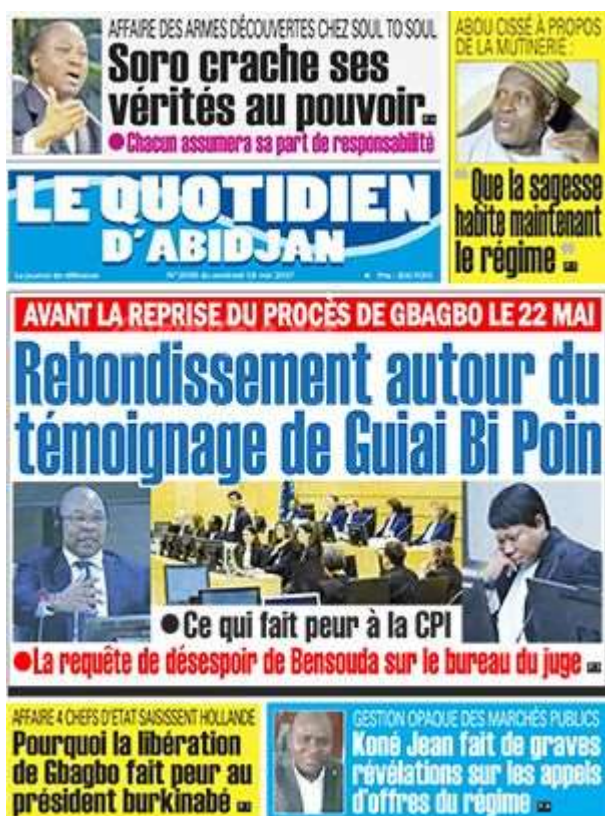 AFFAIRE DES ARMES DÉCOUVERTES CHEZ SOUL TO SOUL
Soro crache ses
vérités au pouvoir
●Chacun assumera sa part de responsabilité
ABOU CISSÉ À PROPOS
DE LA MUTINERIE :
“Que la sagesse
habite maintenant
le régime”
LE QUOTIDIEN
D'ABIDJAN
Le journal de référence
AVANT LA REPRISE DU PROCÈS DE GBAGBO LE 22 MAI
Rebondissement autour du
témoignage de Guiai Bi Poin
●Ce qui fait peur à la CPI
●La requête de désespoir de Bensouda sur le bureau du juge
AFFAIRE 4 CHEFS D'ETAT SAISISSENT HOLLANDE
Pourquoi la libération
de Gbagbo fait peur au
président burkinabé
GESTION OPAQUE DES MARCHÉS PUBLICS
Koné Jean fait de graves
révélations sur les appels
d'offres du régime